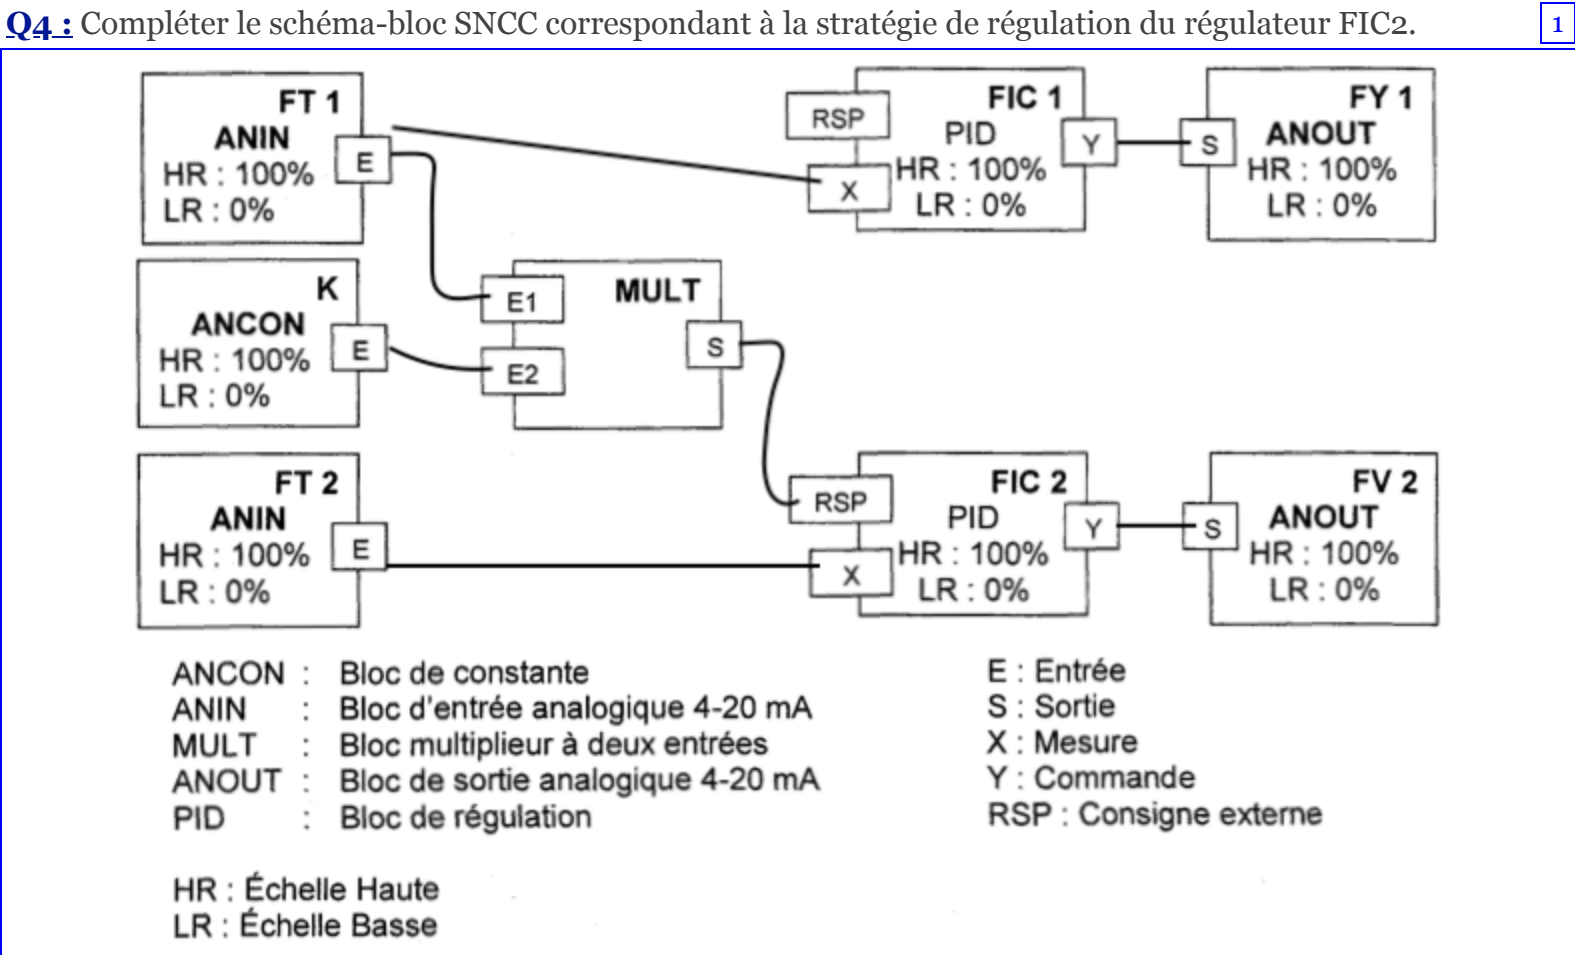 Q4 : Compléter le schéma-bloc SNCC correspondant à la stratégie de régulation du régulateur FIC2. 1
FT 1
ANIN
HR : 100%
LR : 0%
E
RSP
X
FIC 1
PID
HR : 100%
LR : 0%
Y
S
FY 1
ANOUT
HR : 100%
LR : 0%
K
ANCON
HR : 100%
LR : 0%
E
E1
E2
MULT
S
FT 2
ANIN
HR : 100%
LR : 0%
E
RSP
X
FIC 2
PID
HR : 100%
LR : 0%
Y
S
FV 2
ANOUT
HR : 100%
LR : 0%
ANCON : Bloc de constante
ANIN : Bloc d'entrée analogique 4-20 mA
MULT : Bloc multiplieur à deux entrées
ANOUT : Bloc de sortie analogique 4-20 mA
PID : Bloc de régulation
E : Entrée
S : Sortie
X : Mesure
Y : Commande
RSP : Consigne externe
HR : Échelle Haute
LR : Échelle Basse